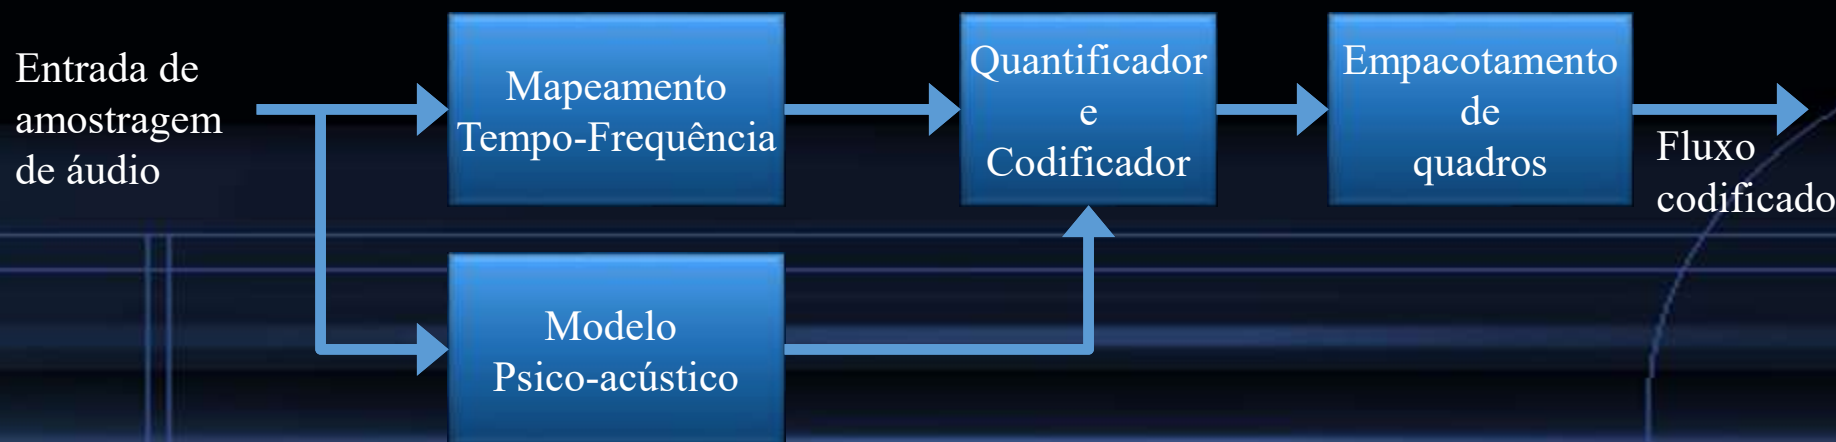 Entrada de
amostragem
de áudio
Mapeamento
Tempo-Frequência
Quantificador
e
Codificador
Empacotamento
de
quadros
Fluxo
codificado
Modelo
Psico-acústico